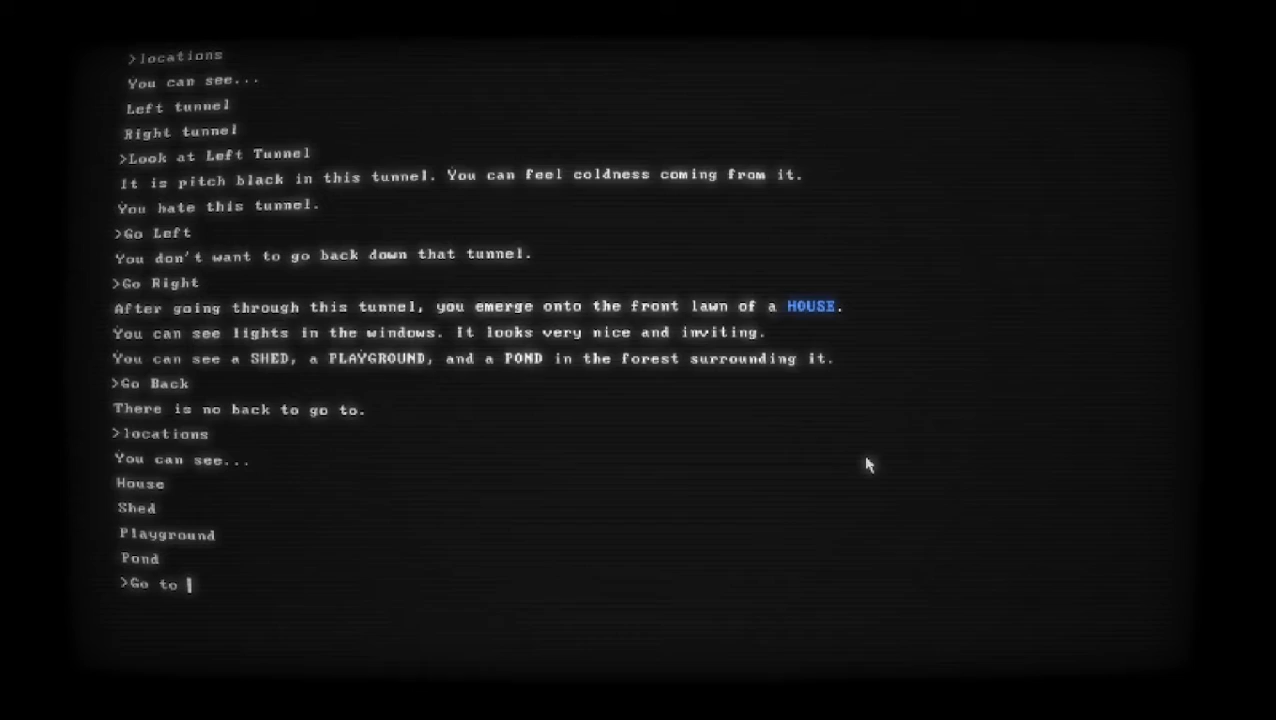 >locations
You can see...
Left tunnel
Right tunnel
>Look at Left Tunnel
It is pitch black in this tunnel. You can feel coldness coming from it.
You hate this tunnel.
>Go Left
You don't want to go back down that tunnel.
>Go Right
After going through this tunnel, you emerge onto the front lawn of a HOUSE.
You can see lights in the windows. It looks very nice and inviting.
You can see a SHED, a PLAYGROUND, and a POND in the forest surrounding it.
>Go Back
There is no back to go to.
>locations
You can see...
House
Shed
Playground
Pond
>Go to